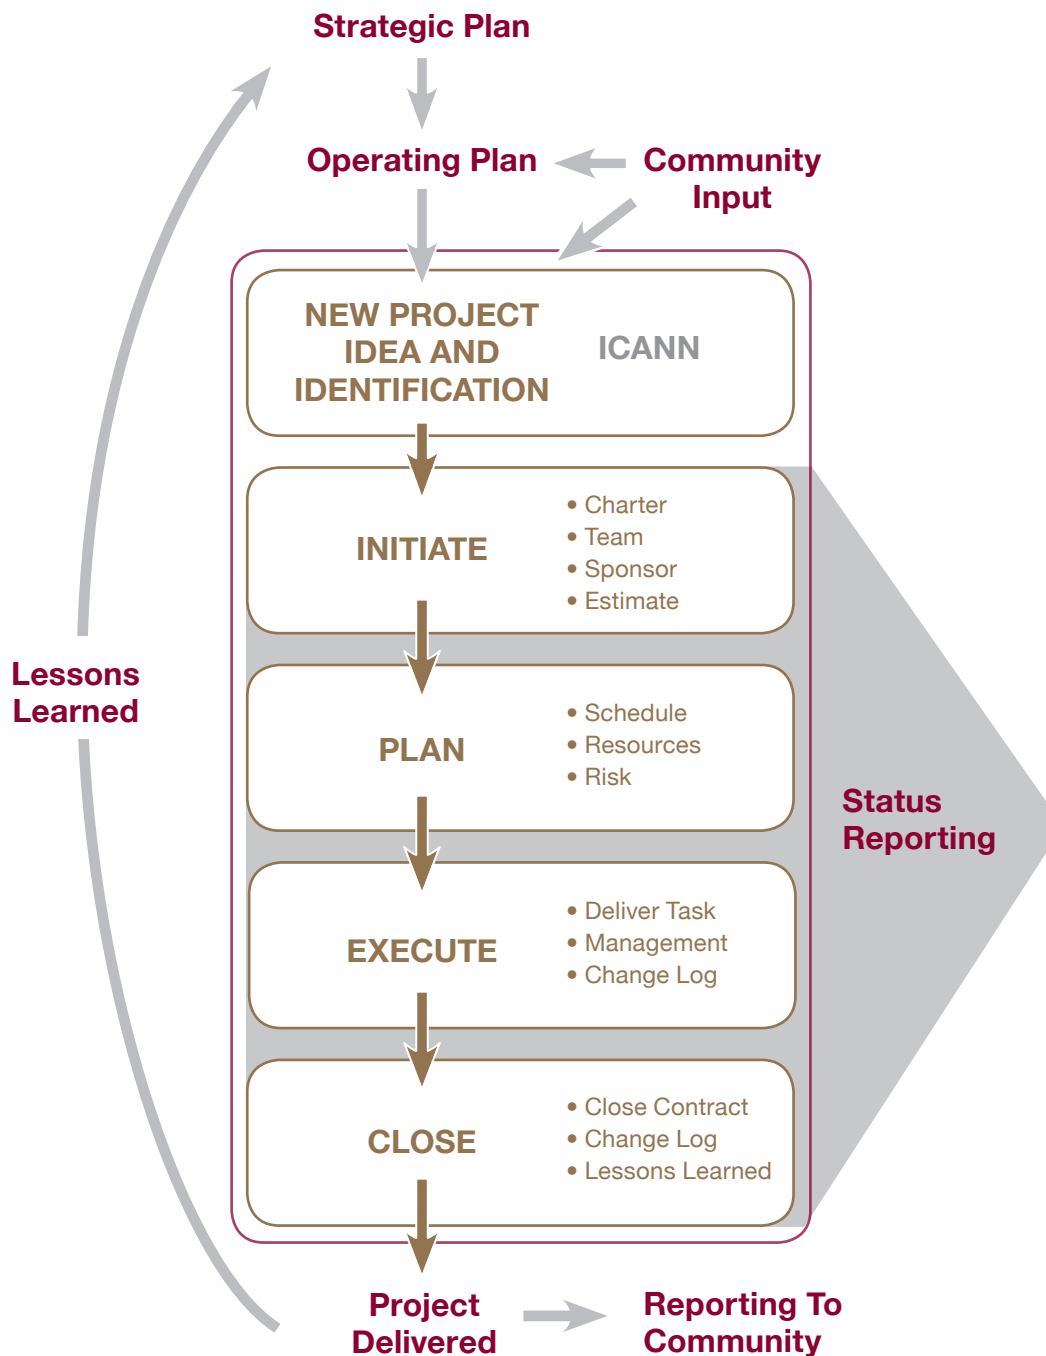 Strategic Plan
Operating Plan
Community
Input
NEW PROJECT
IDEA AND
IDENTIFICATION
ICANN
INITIATE
• Charter
• Team
• Sponsor
• Estimate
Lessons
Learned
PLAN
• Schedule
• Resources
• Risk
Status
Reporting
EXECUTE
• Deliver Task
• Management
• Change Log
CLOSE
• Close Contract
• Change Log
• Lessons Learned
Project
Delivered
Reporting To
Community